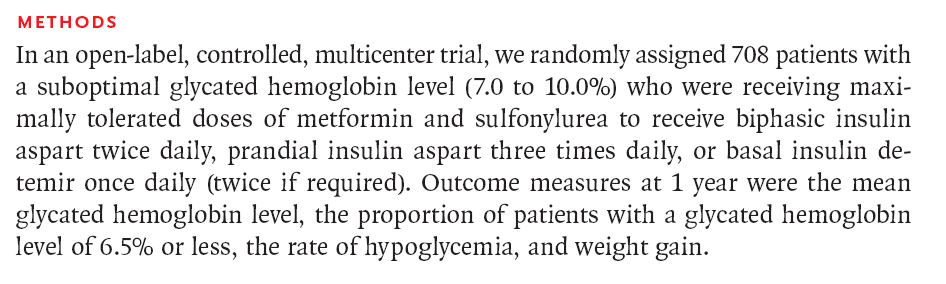 METHODS
In an open-label, controlled, multicenter trial, we randomly assigned 708 patients with
a suboptimal glycated hemoglobin level (7.0 to 10.0%) who were receiving maxi-
mally tolerated doses of metformin and sulfonylurea to receive biphasic insulin
aspart twice daily, prandial insulin aspart three times daily, or basal insulin de-
temir once daily (twice if required). Outcome measures at 1 year were the mean
glycated hemoglobin level, the proportion of patients with a glycated hemoglobin
level of 6.5% or less, the rate of hypoglycemia, and weight gain.